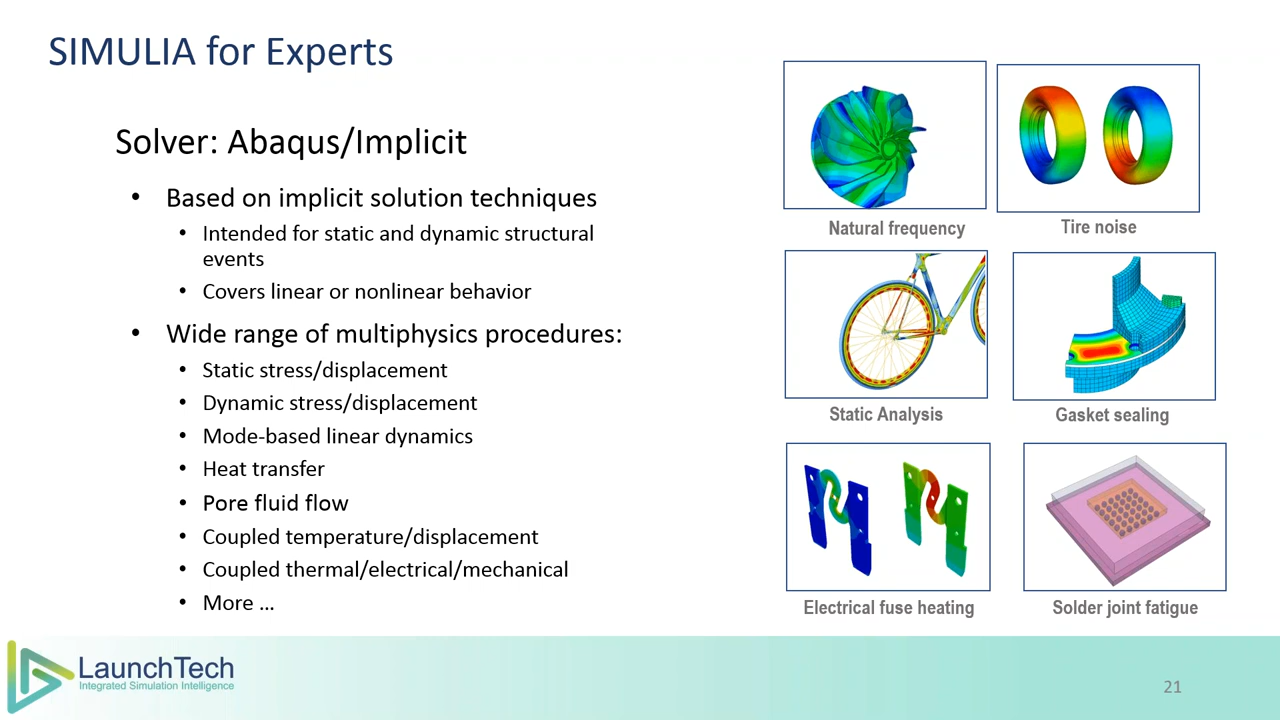 SIMULIA for Experts
Solver: Abaqus/Implicit
• Based on implicit solution techniques
• Intended for static and dynamic structural
events
• Covers linear or nonlinear behavior
• Wide range of multiphysics procedures:
• Static stress/displacement
• Dynamic stress/displacement
• Mode-based linear dynamics
• Heat transfer
• Pore fluid flow
• Coupled temperature/displacement
• Coupled thermal/electrical/mechanical
• More …
Natural frequency
Tire noise
Static Analysis
Gasket sealing
Electrical fuse heating
Solder joint fatigue
LaunchTech
Integrated Simulation Intelligence
21